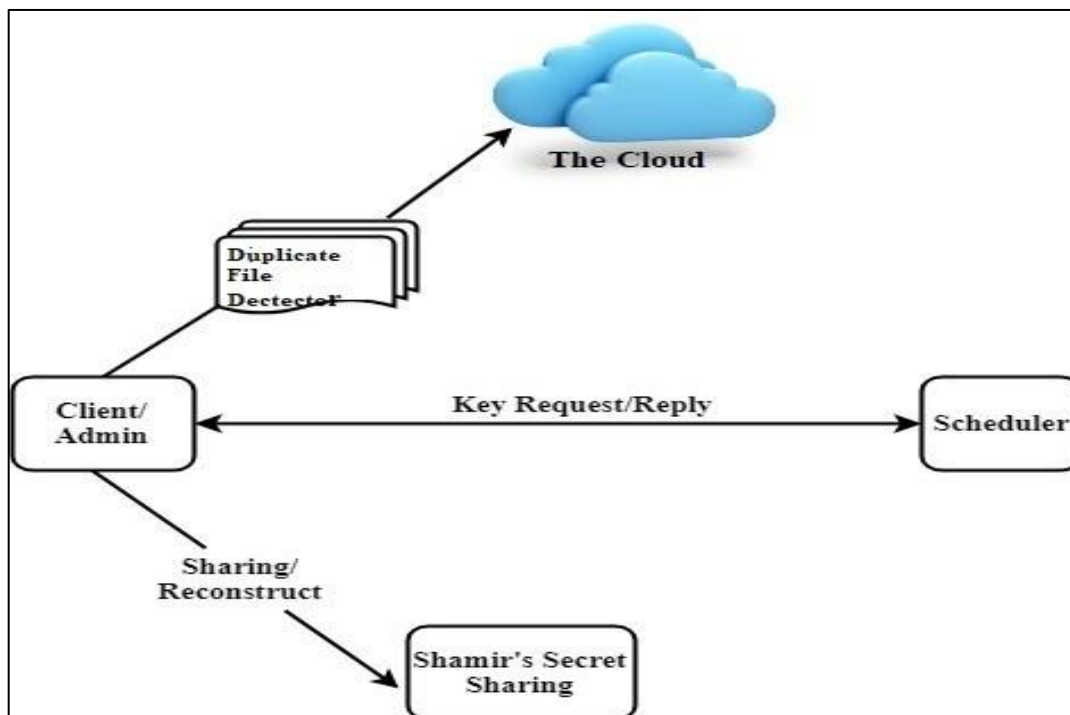 The Cloud
Duplicate
File
Dectector
Client/
Admin
Key Request/Reply
Scheduler
Sharing/
Reconstruct
Shamir's Secret
Sharing